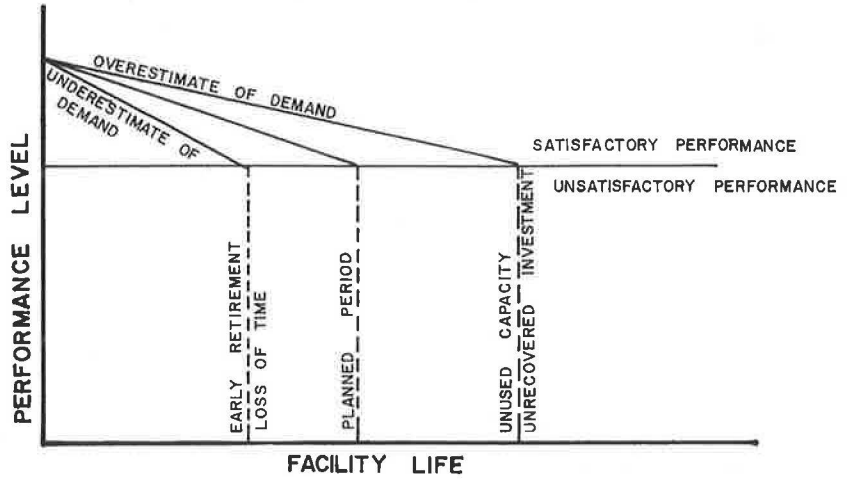 OVERESTIMATE OF DEMAND
UNDERESTIMATE OF
DEMAND
SATISFACTORY PERFORMANCE
UNSATISFACTORY PERFORMANCE
PERFORMANCE LEVEL
EARLY RETIREMENT
LOSS OF TIME
PLANNED PERIOD
UNUSED CAPACITY
UNRECOVERED INVESTMENT
FACILITY LIFE